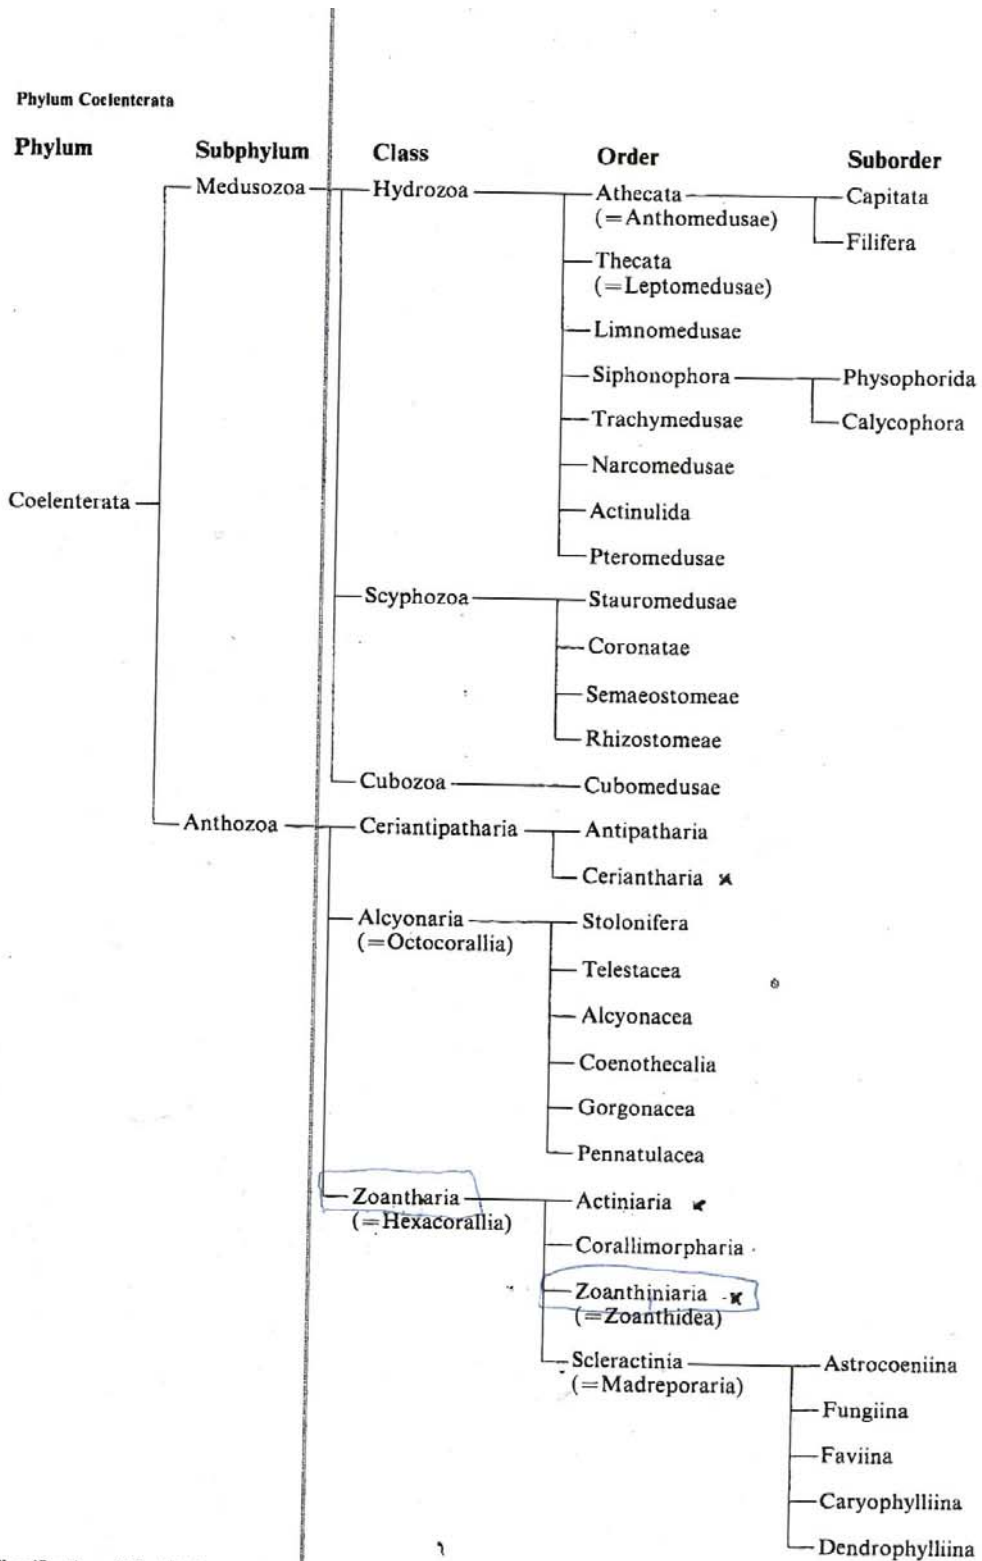 Phylum Coelenterata
Phylum Subphylum Class Order Suborder
Medusozoa Hydrozoa Athecata Capitata
(=Anthomedusae)
Filifera
Thecata
(=Leptomedusae)
Limnomedusae
Siphonophora Physophorida
Trachymedusae Calycophora
Narcomedusae
Coelenterata
Actinulida
Pteromedusae
Scyphozoa Stauromedusae
Coronatae
Semaeostomeae
Rhizostomeae
Cubozoa Cubomedusae
Anthozoa Ceriantipatharia Antipatharia
Ceriantharia
Alcyonaria Stolonifera
(=Octocorallia)
Telestacea
Alcyonacea
Coenothecalia
Gorgonacea
Pennatulacea
Zoantharia Actiniaria
(=Hexacorallia)
Corallimorpharia
Zoanthiniaria
(=Zoanthidea)
Scleractinia Astrocoeniina
(=Madreporaria)
Fungiina
Faviina
Caryophylliina
Dendrophylliina